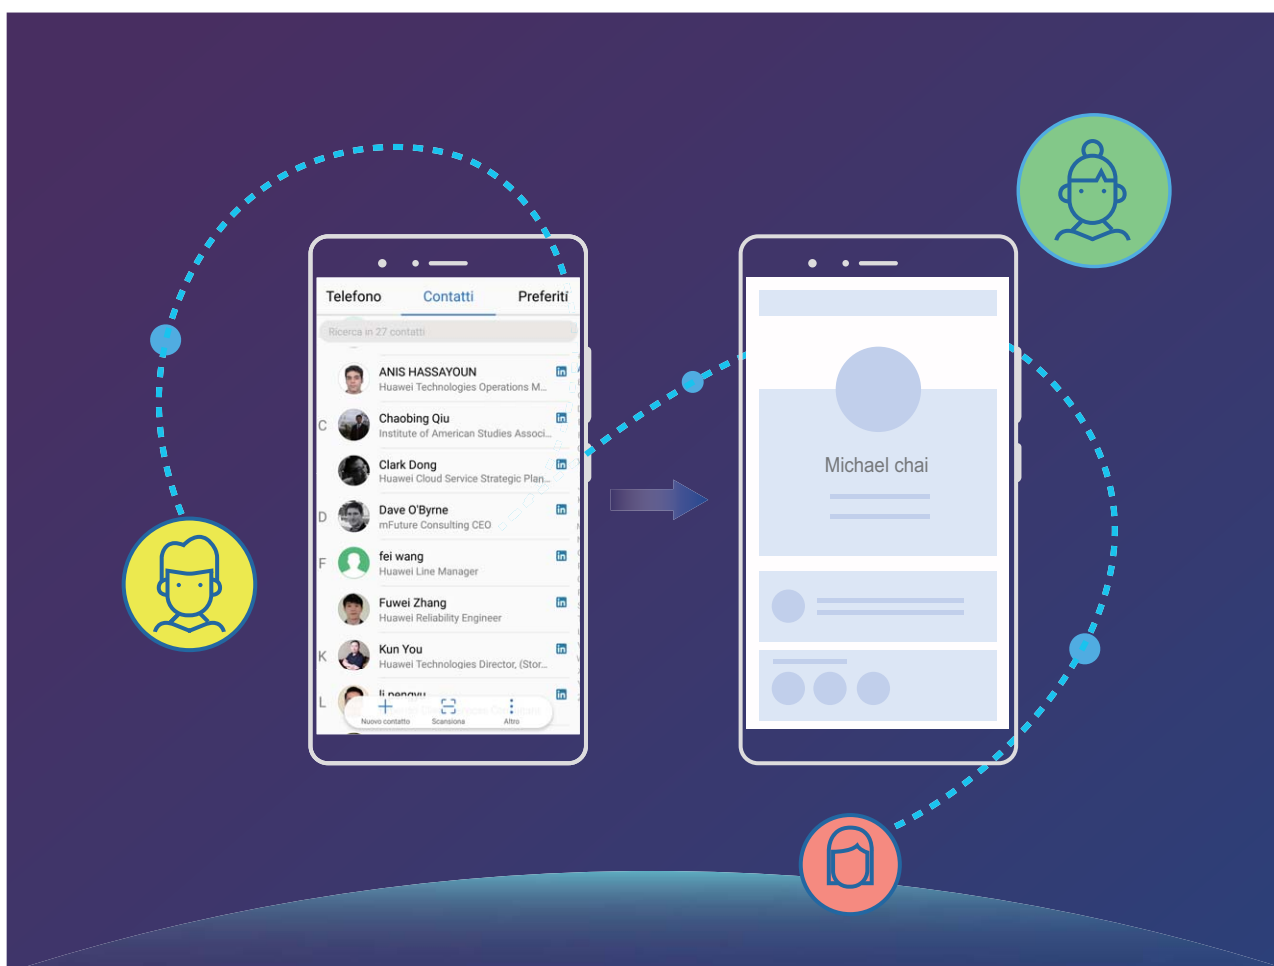 Telefono Contatti Preferiti
Ricerca in 27 contatti
ANIS HASSAYOUN
Huawei Technologies Operations M...
C
Chaobing Qiu
Institute of American Studies Associ...
Clark Dong
Huawei Cloud Service Strategic Plan...
D
Dave O'Byrne
mFuture Consulting CEO
F
fei wang
Huawei Line Manager
Fuwei Zhang
Huawei Reliability Engineer
K
Kun You
Huawei Technologies Director, (Stor...
L
li pengyu
Nuovo contatto Scansiona Altro
Michael chai